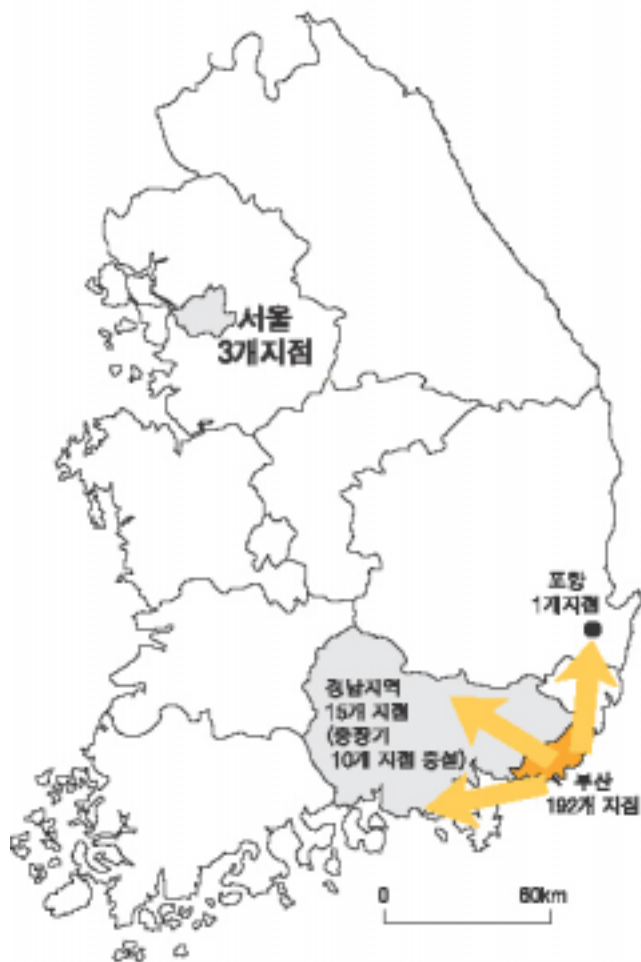 서울
3개지점
포항
1개지점
경남지역
15개 지점
(중장기
10개 지점 증설)
부산
192개 지점
0 60km